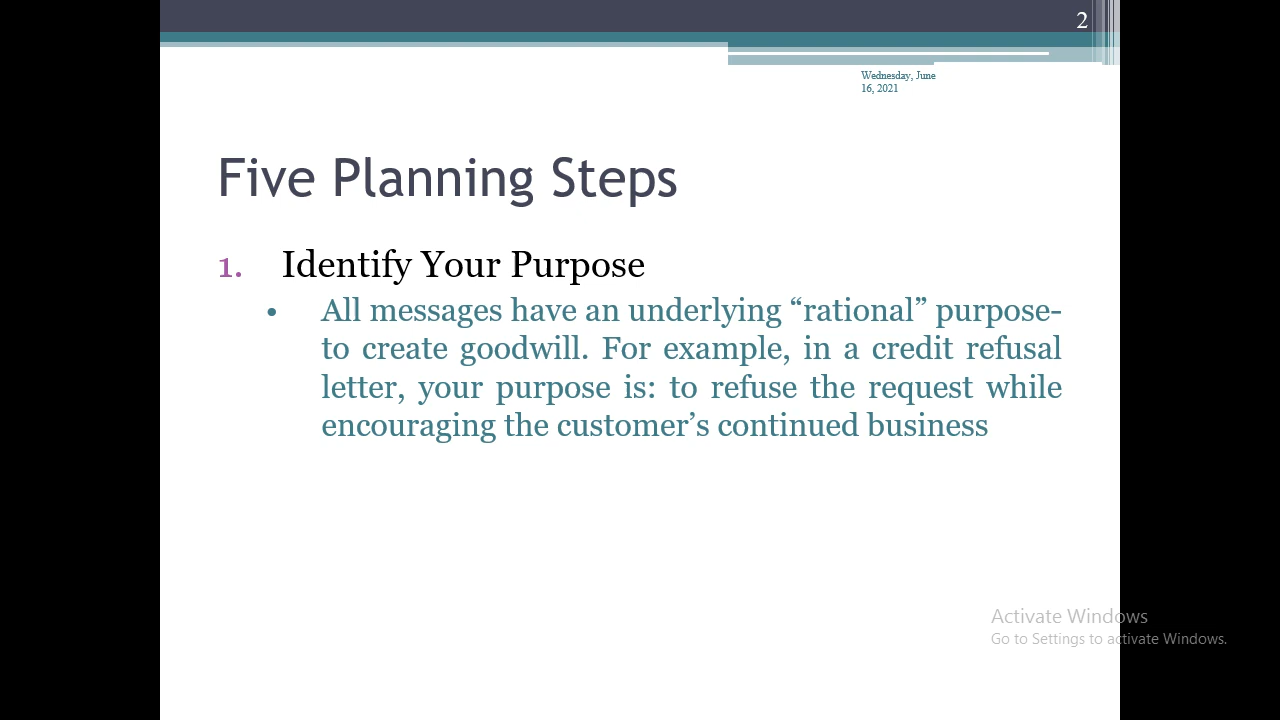 2
Wednesday, June
16, 2021
Five Planning Steps
1. Identify Your Purpose
• All messages have an underlying “rational” purpose-
to create goodwill. For example, in a credit refusal
letter, your purpose is: to refuse the request while
encouraging the customer’s continued business
Activate Windows
Go to Settings to activate Windows.